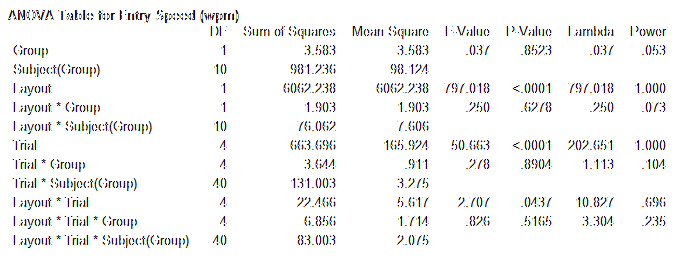 ANOVA Table for Entry Speed (wpm)
DF Sum of Squares Mean Square F-Value P-Value Lambda Power
Group 1 3.583 3.583 .037 .8523 .037 .053
Subject(Group) 10 981.236 98.124
Layout 1 6062.238 6062.238 797.018 <.0001 797.018 1.000
Layout * Group 1 1.903 1.903 .250 .6278 .250 .073
Layout * Subject(Group) 10 76.062 7.606
Trial 4 663.696 165.924 50.663 <.0001 202.651 1.000
Trial * Group 4 3.644 .911 .278 .8904 1.113 .104
Trial * Subject(Group) 40 131.003 3.275
Layout * Trial 4 22.466 5.617 2.707 .0437 10.827 .696
Layout * Trial * Group 4 6.856 1.714 .826 .5165 3.304 .235
Layout * Trial * Subject(Group) 40 83.003 2.075